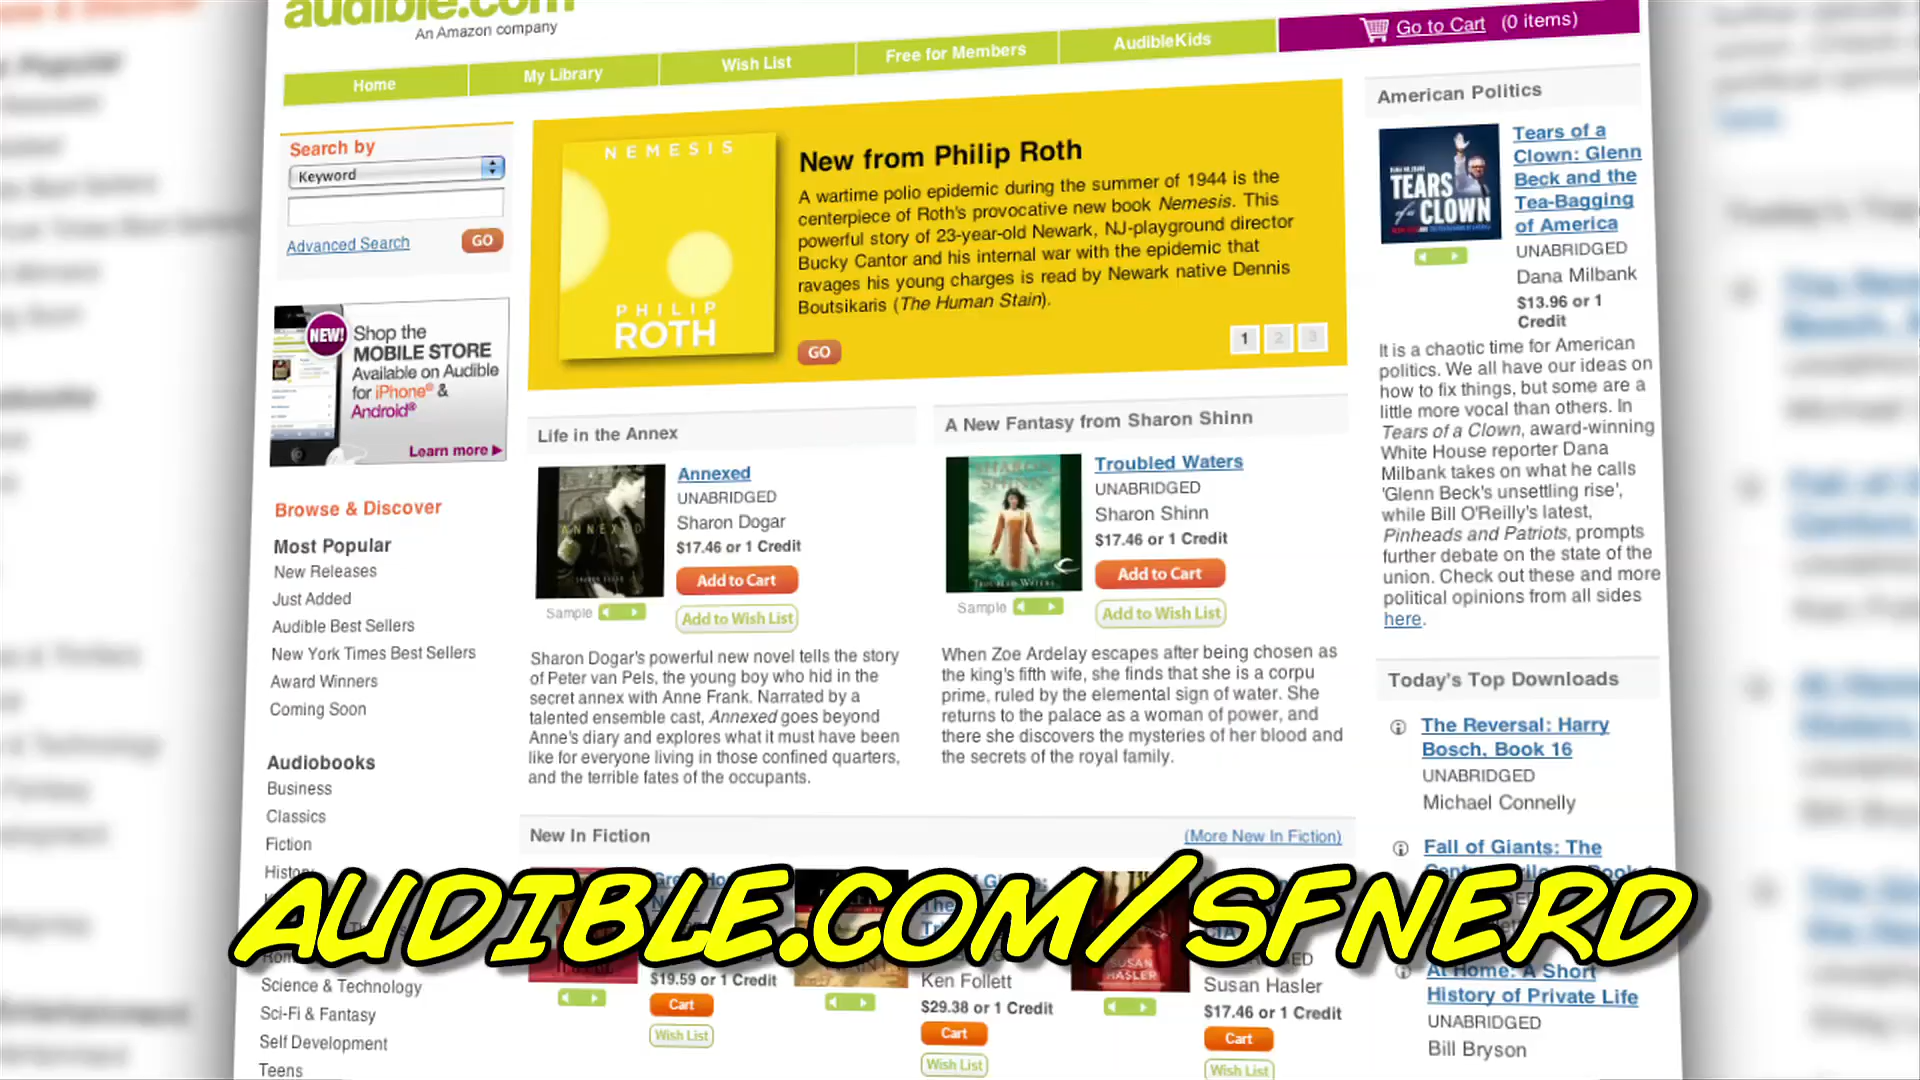 audible.com
An Amazon company
Go to Cart (0 items)
Home
My Library
Wish List
Free for Members
AudibleKids
Search by
Keyword
Advanced Search
GO
NEW!
Shop the
MOBILE STORE
Available on Audible
for iPhone® &
Android®
Learn more
Browse & Discover
Most Popular
New Releases
Just Added
Audible Best Sellers
New York Times Best Sellers
Award Winners
Coming Soon
Audiobooks
Business
Classics
Fiction
History
Science & Technology
Sci-Fi & Fantasy
Self Development
Teens
NEMESIS
PHILIP
ROTH
New from Philip Roth
A wartime polio epidemic during the summer of 1944 is the
centerpiece of Roth's provocative new book Nemesis. This
powerful story of 23-year-old Newark, NJ-playground director
Bucky Cantor and his internal war with the epidemic that
ravages his young charges is read by Newark native Dennis
Boutsikaris (The Human Stain).
GO
1 2 3
Life in the Annex
ANNEXED
Annexed
UNABRIDGED
Sharon Dogar
$17.46 or 1 Credit
Add to Cart
Sample
Add to Wish List
Sharon Dogar's powerful new novel tells the story
of Peter van Pels, the young boy who hid in the
secret annex with Anne Frank. Narrated by a
talented ensemble cast, Annexed goes beyond
Anne's diary and explores what it must have been
like for everyone living in those confined quarters,
and the terrible fates of the occupants.
A New Fantasy from Sharon Shinn
SHARON
SHINN
TROUBLED WATERS
Troubled Waters
UNABRIDGED
Sharon Shinn
$17.46 or 1 Credit
Add to Cart
Sample
Add to Wish List
When Zoe Ardelay escapes after being chosen as
the king's fifth wife, she finds that she is a corpu
prime, ruled by the elemental sign of water. She
returns to the palace as a woman of power, and
there she discovers the mysteries of her blood and
the secrets of the royal family.
New In Fiction
(More New In Fiction)
$19.59 or 1 Credit
Cart
Wish List
Ken Follett
$29.38 or 1 Credit
Cart
Wish List
SUSAN
HASLER
Susan Hasler
$17.46 or 1 Credit
Cart
Wish List
American Politics
TEARS
of a
CLOWN
Tears of a
Clown: Glenn
Beck and the
Tea-Bagging
of America
UNABRIDGED
Dana Milbank
$13.96 or 1
Credit
It is a chaotic time for American
politics. We all have our ideas on
how to fix things, but some are a
little more vocal than others. In
Tears of a Clown, award-winning
White House reporter Dana
Milbank takes on what he calls
'Glenn Beck's unsettling rise',
while Bill O'Reilly's latest,
Pinheads and Patriots, prompts
further debate on the state of the
union. Check out these and more
political opinions from all sides
here.
Today's Top Downloads
The Reversal: Harry
Bosch, Book 16
UNABRIDGED
Michael Connelly
Fall of Giants: The
At Home: A Short
History of Private Life
UNABRIDGED
Bill Bryson
AUDIBLE.COM/SFNERD